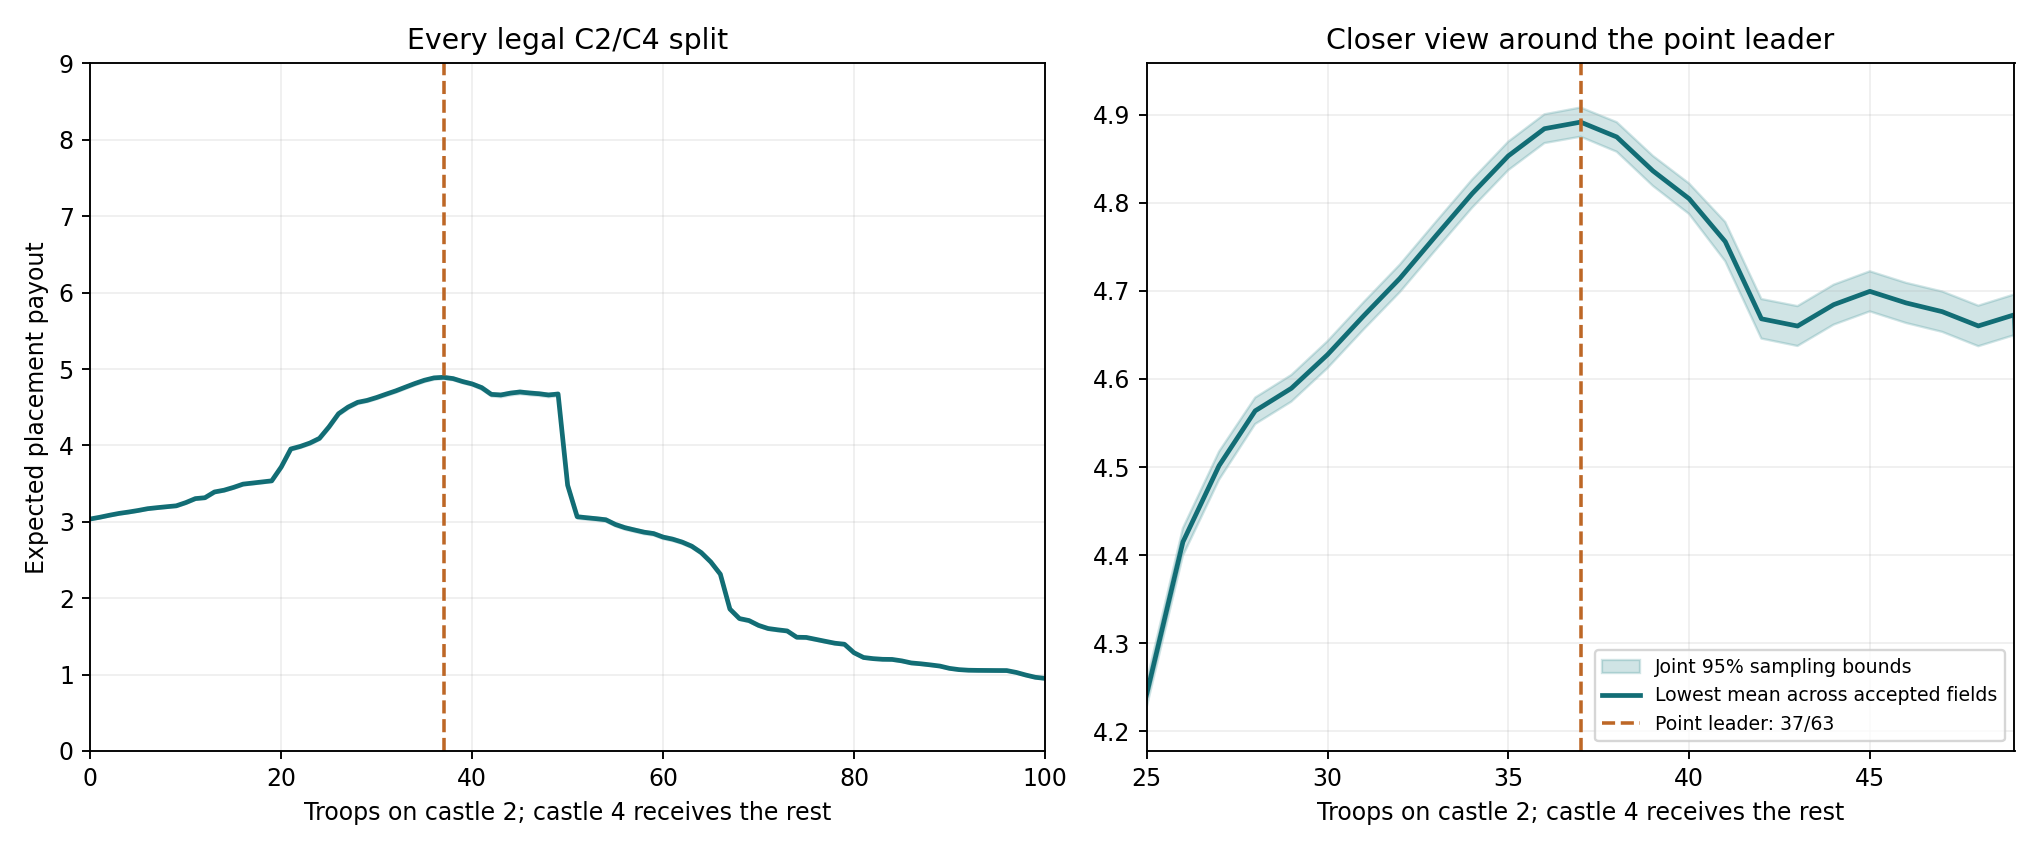 Every legal C2/C4 split
9
8
7
6
5
4
3
2
1
0
Expected placement payout
0 20 40 60 80 100
Troops on castle 2; castle 4 receives the rest
Closer view around the point leader
4.9
4.8
4.7
4.6
4.5
4.4
4.3
4.2
Joint 95% sampling bounds
Lowest mean across accepted fields
Point leader: 37/63
25 30 35 40 45
Troops on castle 2; castle 4 receives the rest